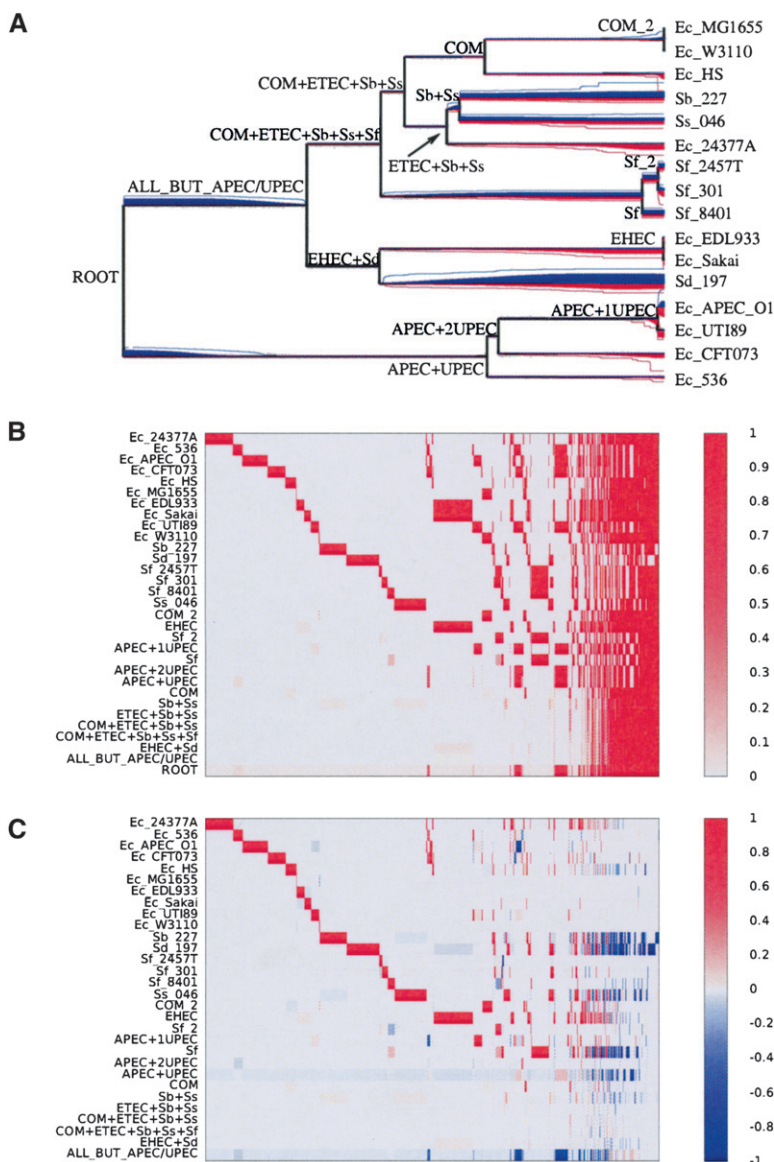 A
COM_2
Ec_MG1655
Ec_W3110
COM
Ec_HS
COM+ETEC+Sb+Ss
Sb+Ss
Sb_227
Ss_046
COM+ETEC+Sb+Ss+Sf
Ec_24377A
ETEC+Sb+Ss
Sf_2
Sf_2457T
ALL_BUT_APEC/UPEC
Sf_301
Sf
Sf_8401
EHEC
Ec_EDL933
EHEC+Sd
Ec_Sakai
ROOT
Sd_197
APEC+1UPEC
Ec_APEC_O1
APEC+2UPEC
Ec_UTI89
APEC+UPEC
Ec_CFT073
Ec_536
B
Ec_24377A
Ec_536
Ec_APEC_O1
Ec_CFT073
Ec_HS
Ec_MG1655
Ec_EDL933
Ec_Sakai
Ec_UTI89
Ec_W3110
Sb_227
Sd_197
Sf_2457T
Sf_301
Sf_8401
Ss_046
COM_2
EHEC
Sf_2
APEC+1UPEC
Sf
APEC+2UPEC
APEC+UPEC
COM
Sb+Ss
ETEC+Sb+Ss
COM+ETEC+Sb+Ss
COM+ETEC+Sb+Ss+Sf
EHEC+Sd
ALL_BUT_APEC/UPEC
ROOT
1
0.9
0.8
0.7
0.6
0.5
0.4
0.3
0.2
0.1
0
C
Ec_24377A
Ec_536
Ec_APEC_O1
Ec_CFT073
Ec_HS
Ec_MG1655
Ec_EDL933
Ec_Sakai
Ec_UTI89
Ec_W3110
Sb_227
Sd_197
Sf_2457T
Sf_301
Sf_8401
Ss_046
COM_2
EHEC
Sf_2
APEC+1UPEC
Sf
APEC+2UPEC
APEC+UPEC
COM
Sb+Ss
ETEC+Sb+Ss
COM+ETEC+Sb+Ss
COM+ETEC+Sb+Ss+Sf
EHEC+Sd
ALL_BUT_APEC/UPEC
1
0.8
0.6
0.4
0.2
0
-0.2
-0.4
-0.6
-0.8
-1